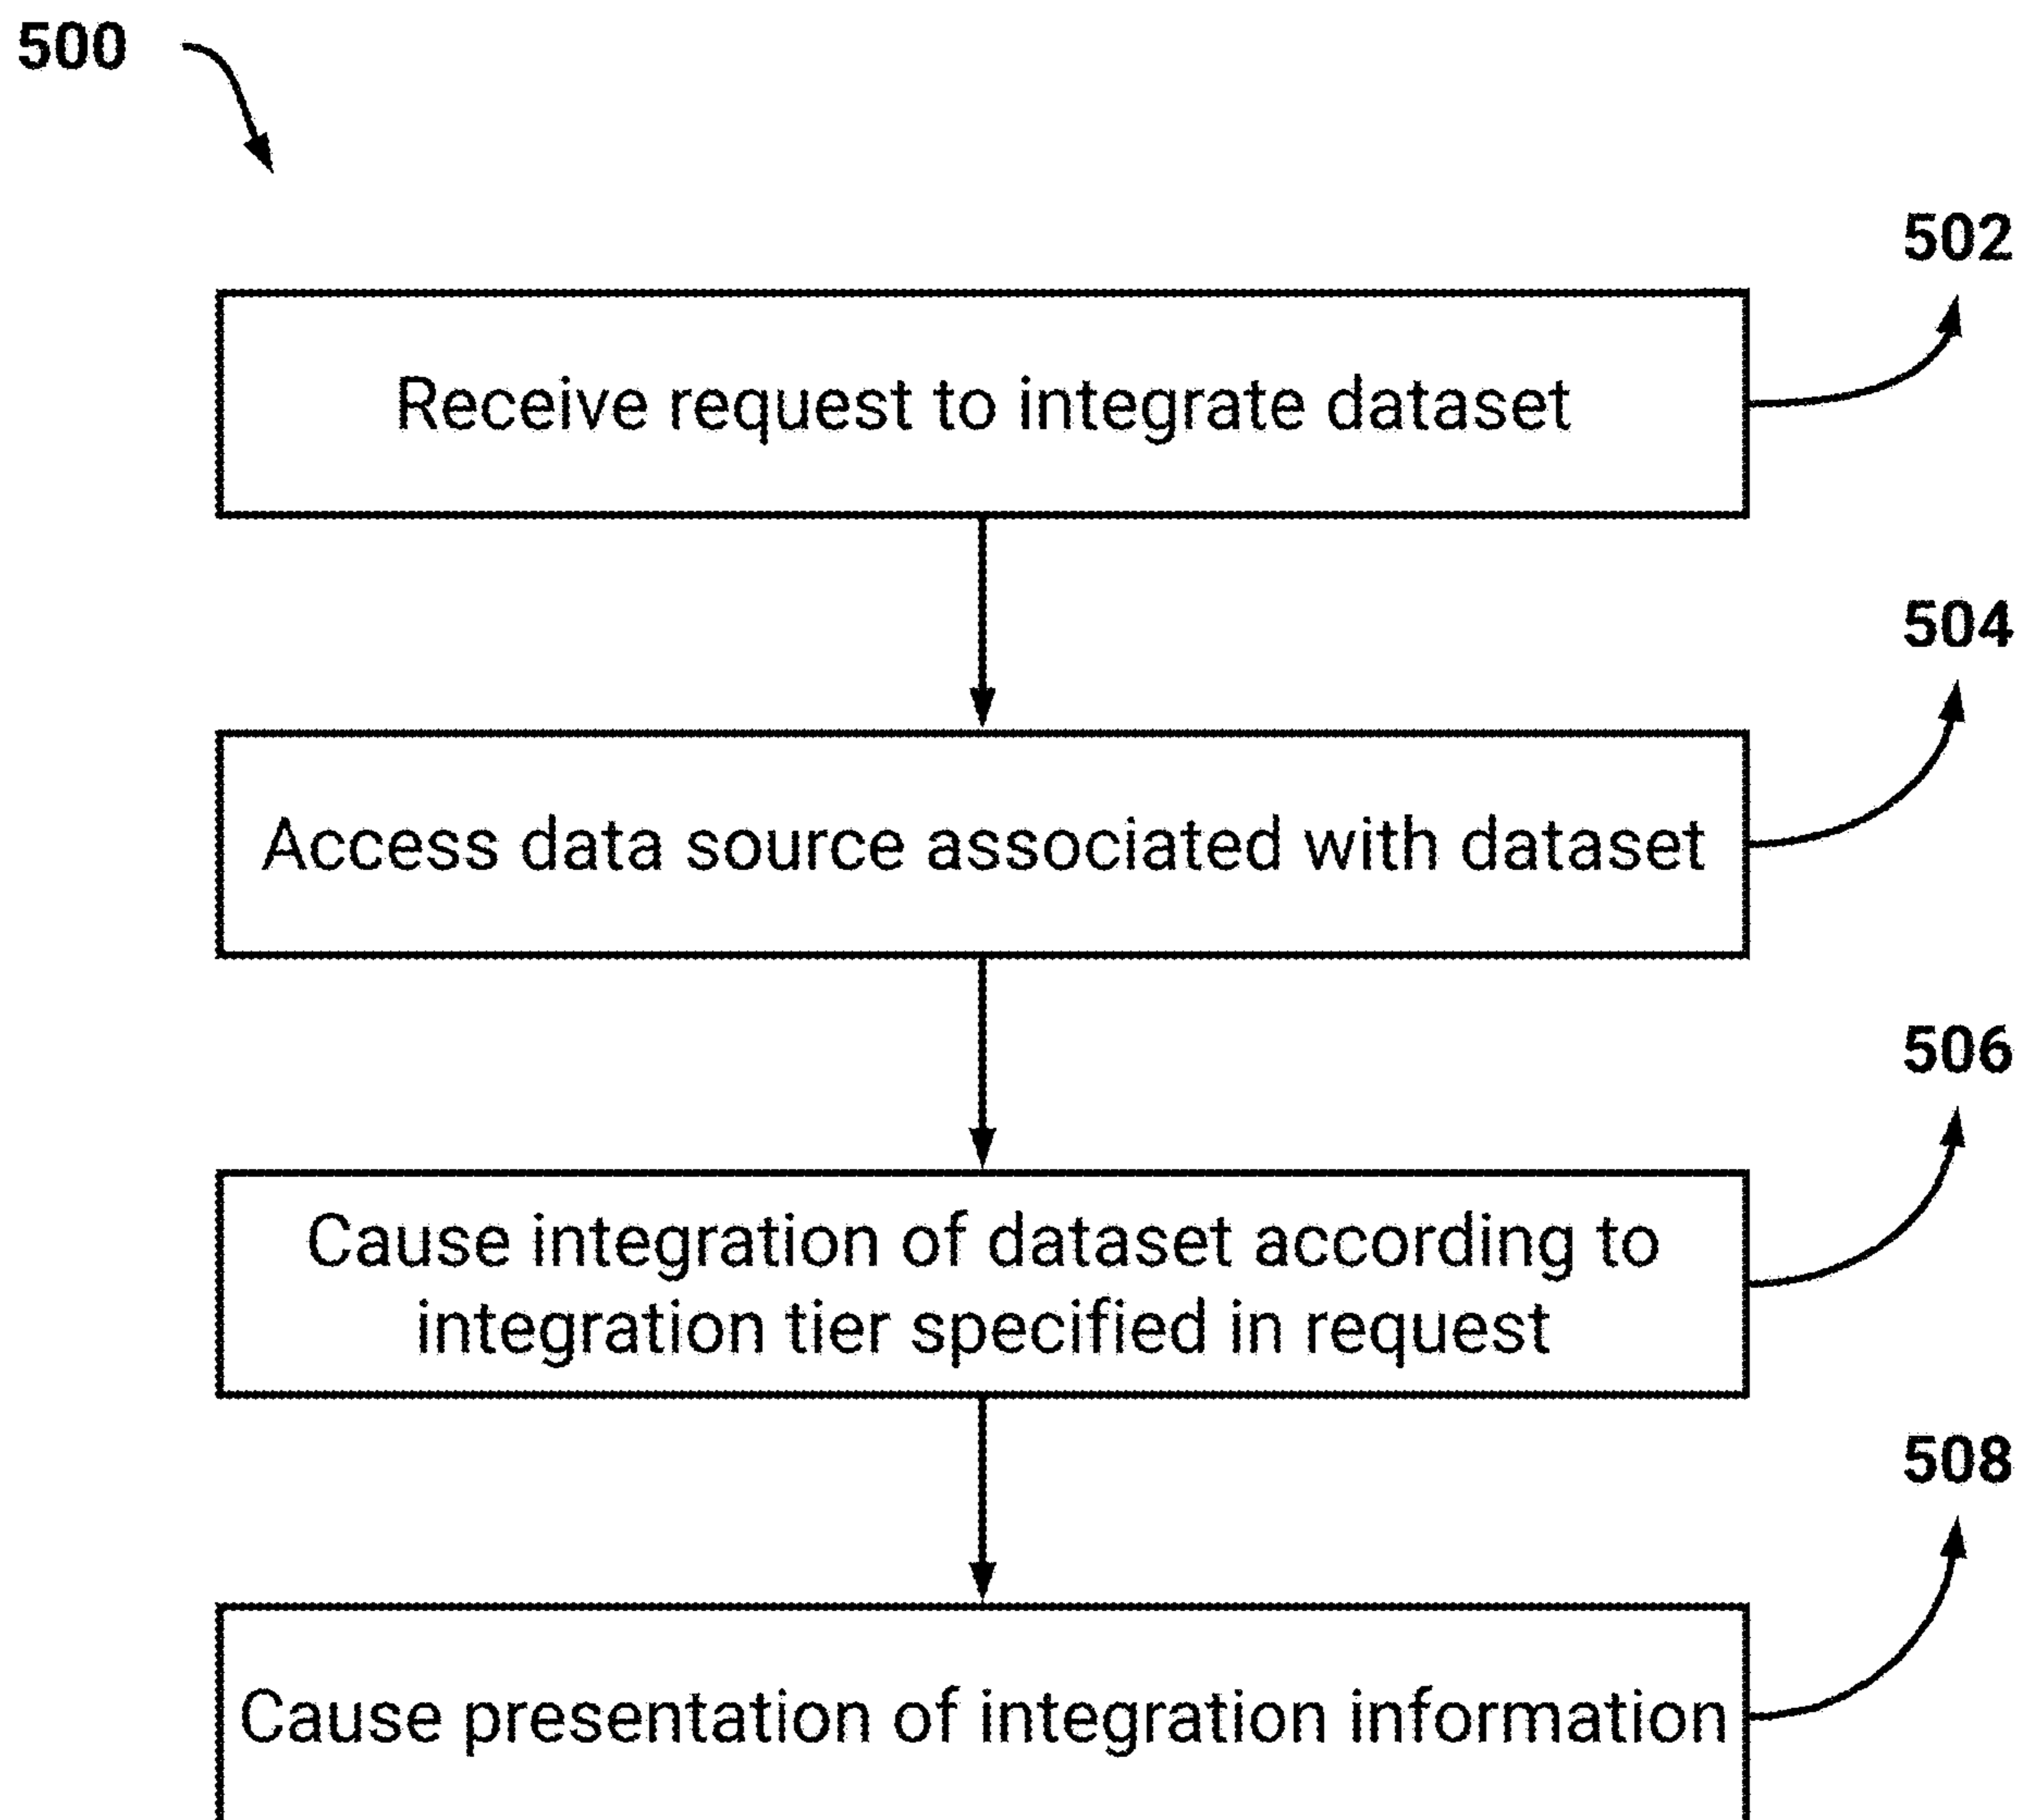 500
502
Receive request to integrate dataset
504
Access data source associated with dataset
506
Cause integration of dataset according to
integration tier specified in request
508
Cause presentation of integration information